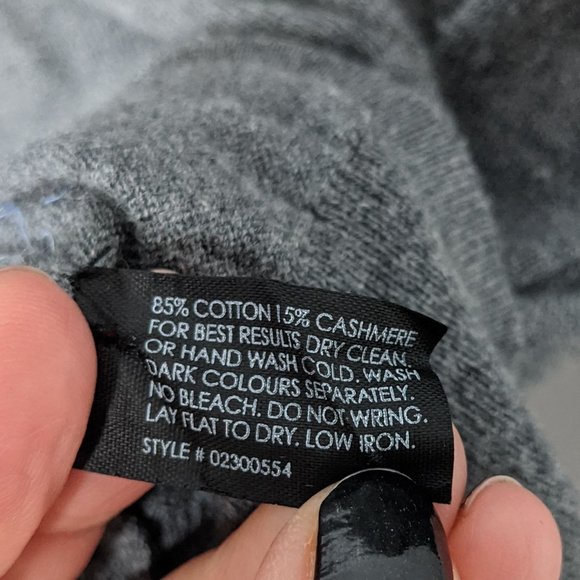 85% COTTON 15% CASHMERE
FOR BEST RESULTS DRY CLEAN
OR HAND WASH COLD. WASH
DARK COLOURS SEPARATELY.
NO BLEACH. DO NOT WRING.
LAY FLAT TO DRY. LOW IRON.
STYLE # 02300554